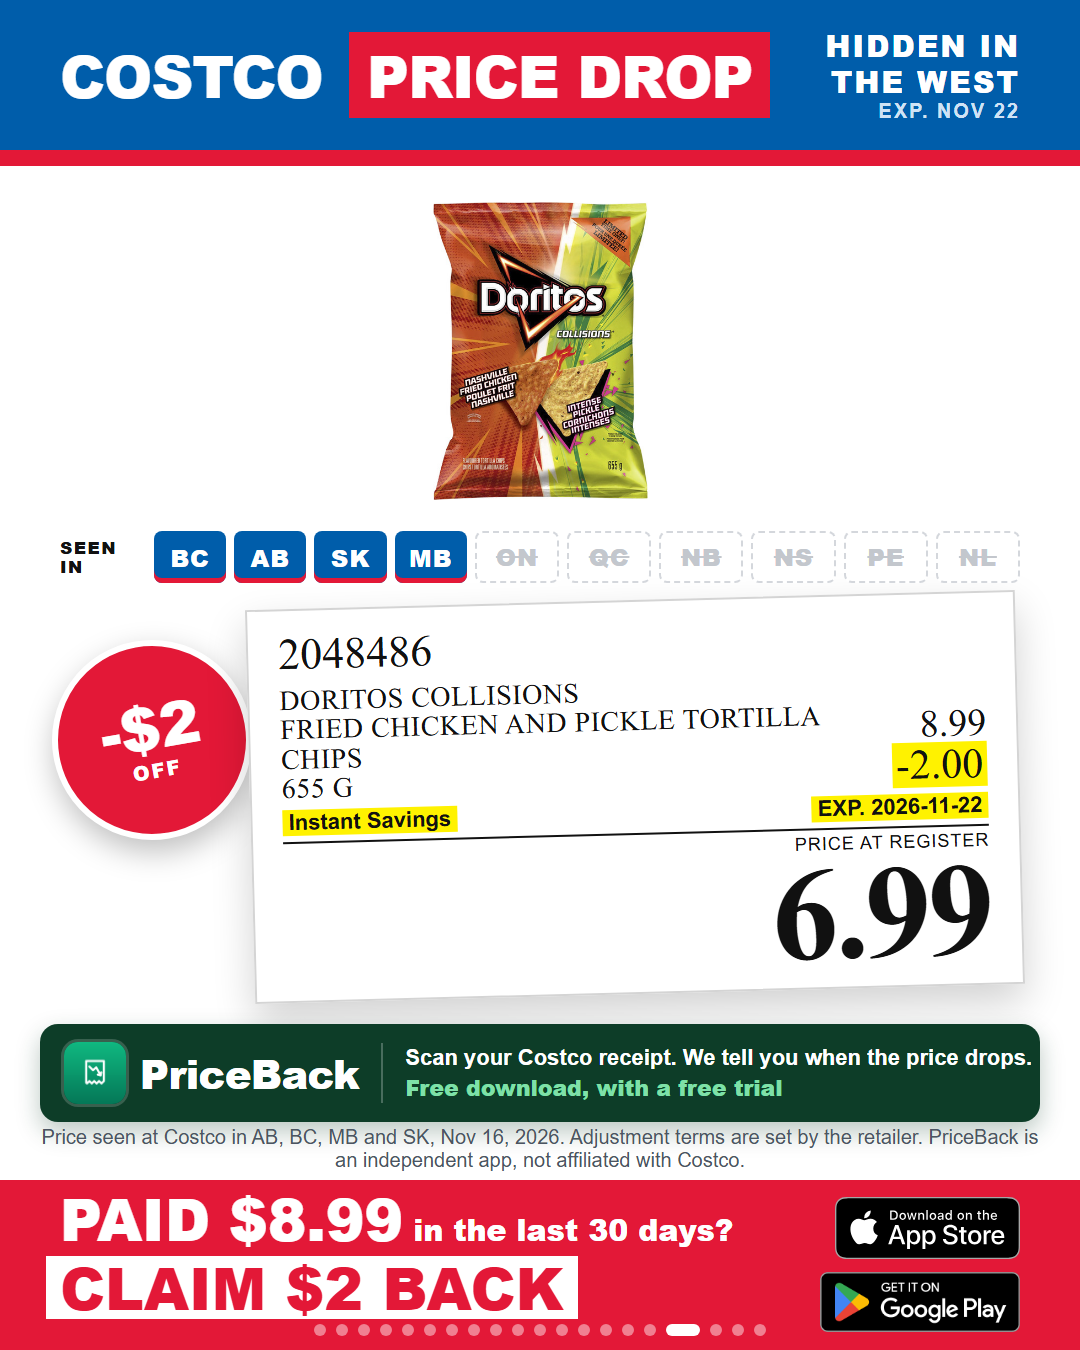 COSTCO PRICE DROP
HIDDEN IN
THE WEST
EXP. NOV 22
Doritos
COLLISIONS
NASHVILLE
FRIED CHICKEN
POULET FRIT
NASHVILLE
INTENSE
PICKLE
CORNICHONS
INTENSES
655 g
SEEN
IN
BC AB SK MB ON QC NB NS PE NL
-$2
OFF
2048486
DORITOS COLLISIONS
FRIED CHICKEN AND PICKLE TORTILLA
CHIPS
655 G
8.99
-2.00
Instant Savings
EXP. 2026-11-22
PRICE AT REGISTER
6.99
PriceBack
Scan your Costco receipt. We tell you when the price drops.
Free download, with a free trial
Price seen at Costco in AB, BC, MB and SK, Nov 16, 2026. Adjustment terms are set by the retailer. PriceBack is
an independent app, not affiliated with Costco.
PAID $8.99 in the last 30 days?
CLAIM $2 BACK
Download on the
App Store
GET IT ON
Google Play